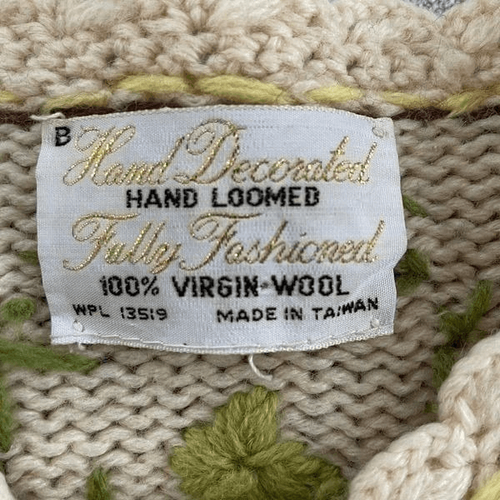 B Hand Decorated
HAND LOOMED
Fully Fashioned
100% VIRGIN WOOL
WPL 13519 MADE IN TAIWAN